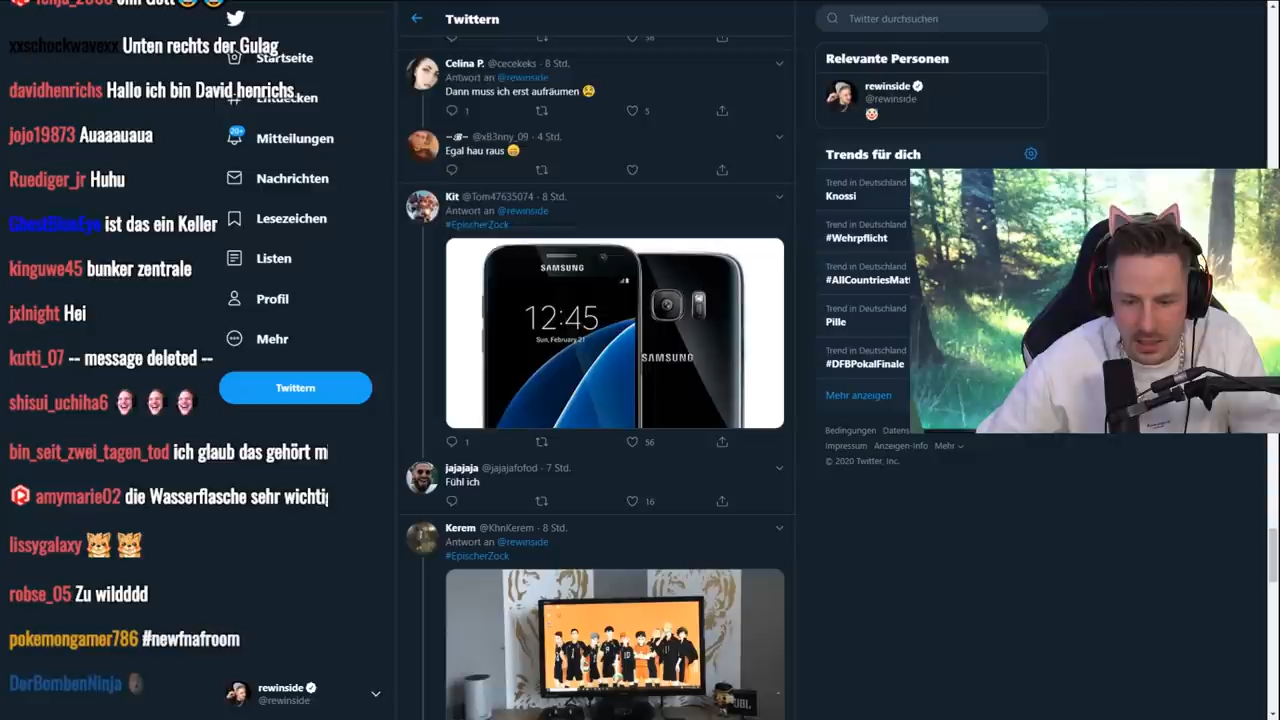 xxschockwavexx Unten rechts der Gulag
davidhenrichs Hallo ich bin David henrichs
jojo19873 Auaaauaua
Ruediger_jr Huhu
GhostBlueEye ist das ein Keller
kinguwe45 bunker zentrale
jxlnight Hei
kutti_07 -- message deleted --
shisui_uchiha6
bin_seit_zwei_tagen_tod ich glaub das gehört
amymarie02 die Wasserflasche sehr wichtig
lissygalaxy
robse_05 Zu wildddd
pokemongamer786 #newfnafroom
DerBombenNinja
Startseite
Entdecken
20+
Mitteilungen
Nachrichten
Lesezeichen
Listen
Profil
Mehr
Twittern
rewinside
@rewinside
Twittern
56
Celina P. @cecekeks · 8 Std.
Antwort an @rewinside
Dann muss ich erst aufräumen
1 5
@xB3nny_09 · 4 Std.
Egal hau raus
Kit @Tom47635074 · 8 Std.
Antwort an @rewinside
#EpischerZock
SAMSUNG
12:45
Sun, February 21
SAMSUNG
1 56
jajajaja @jajajafofod · 7 Std.
Fühl ich
16
Kerem @KhnKerem · 8 Std.
Antwort an @rewinside
#EpischerZock
JBL
Twitter durchsuchen
Relevante Personen
rewinside
@rewinside
Trends für dich
Trend in Deutschland
Knossi
Trend in Deutschland
#Wehrpflicht
Trend in Deutschland
#AllCountriesMatt
Trend in Deutschland
Pille
Trend in Deutschland
#DFBPokalFinale
Mehr anzeigen
Bedingungen Datens
Impressum Anzeigen-Info Mehr
© 2020 Twitter, Inc.